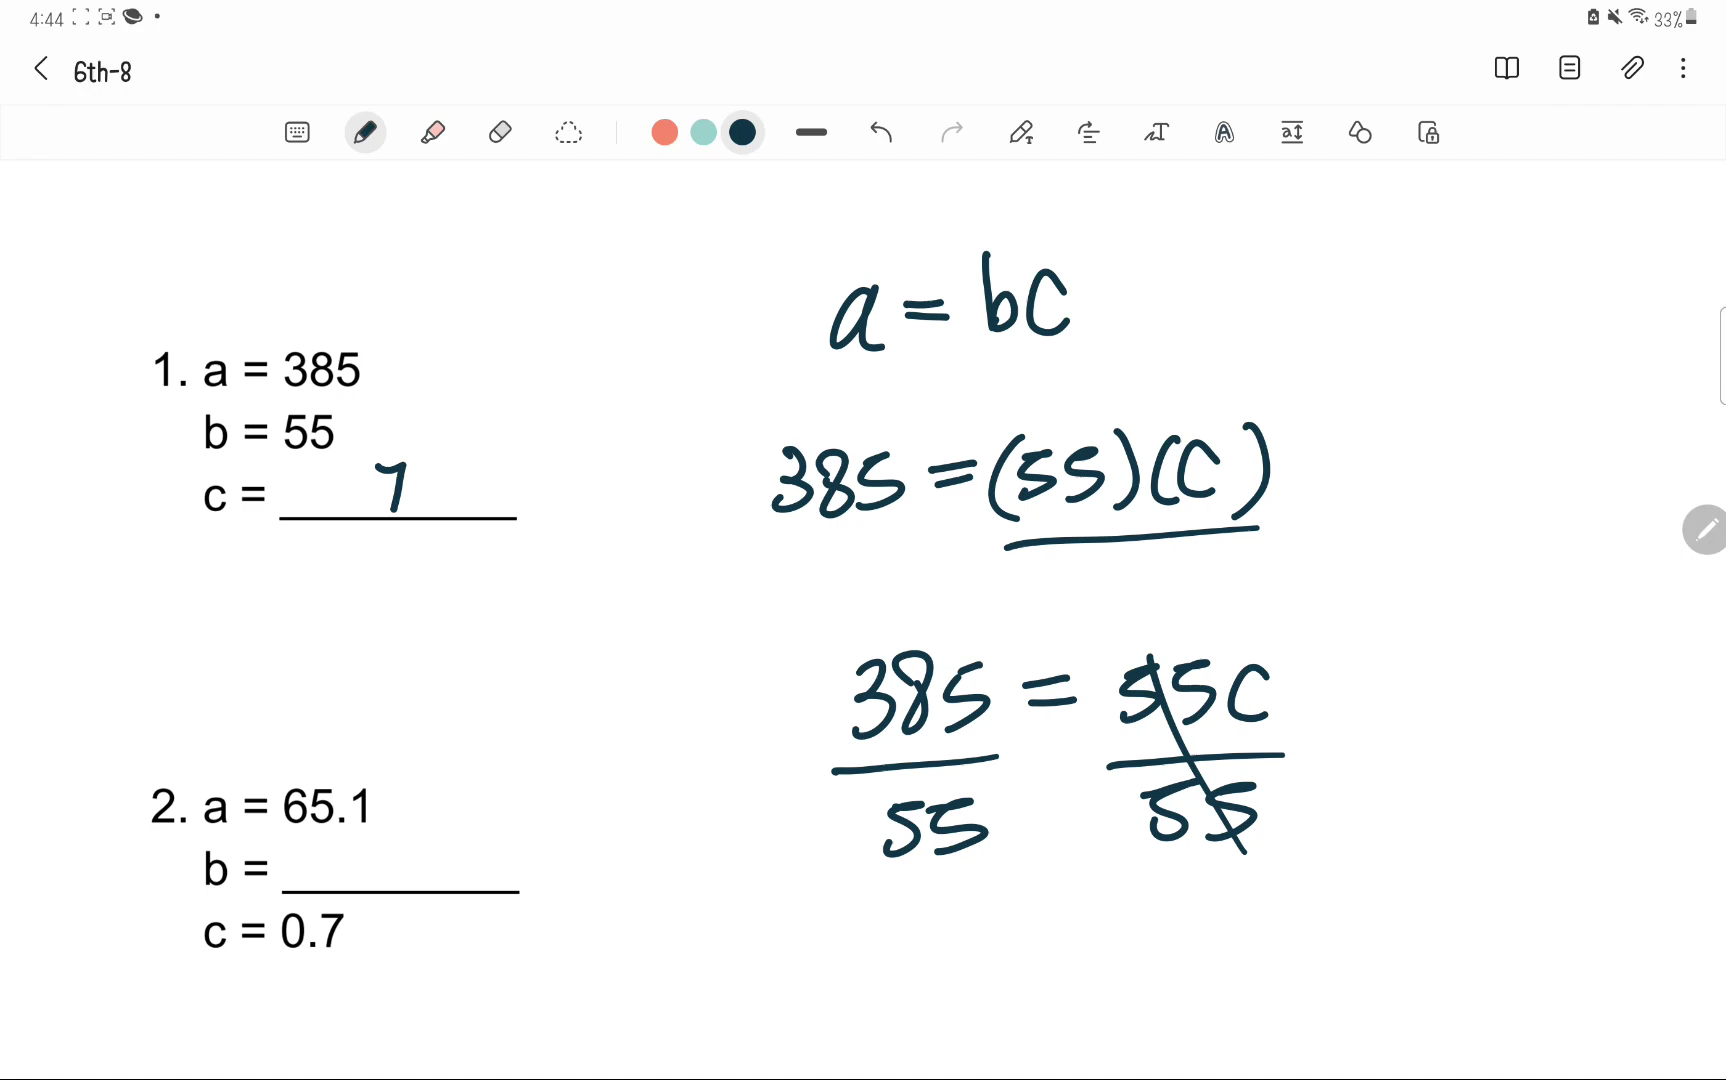 4:44
33%
6th-8
a = bc
1. a = 385
b = 55
c = 7
385 = (55)(c)
385 = 55c
55 55
2. a = 65.1
b = ____
c = 0.7